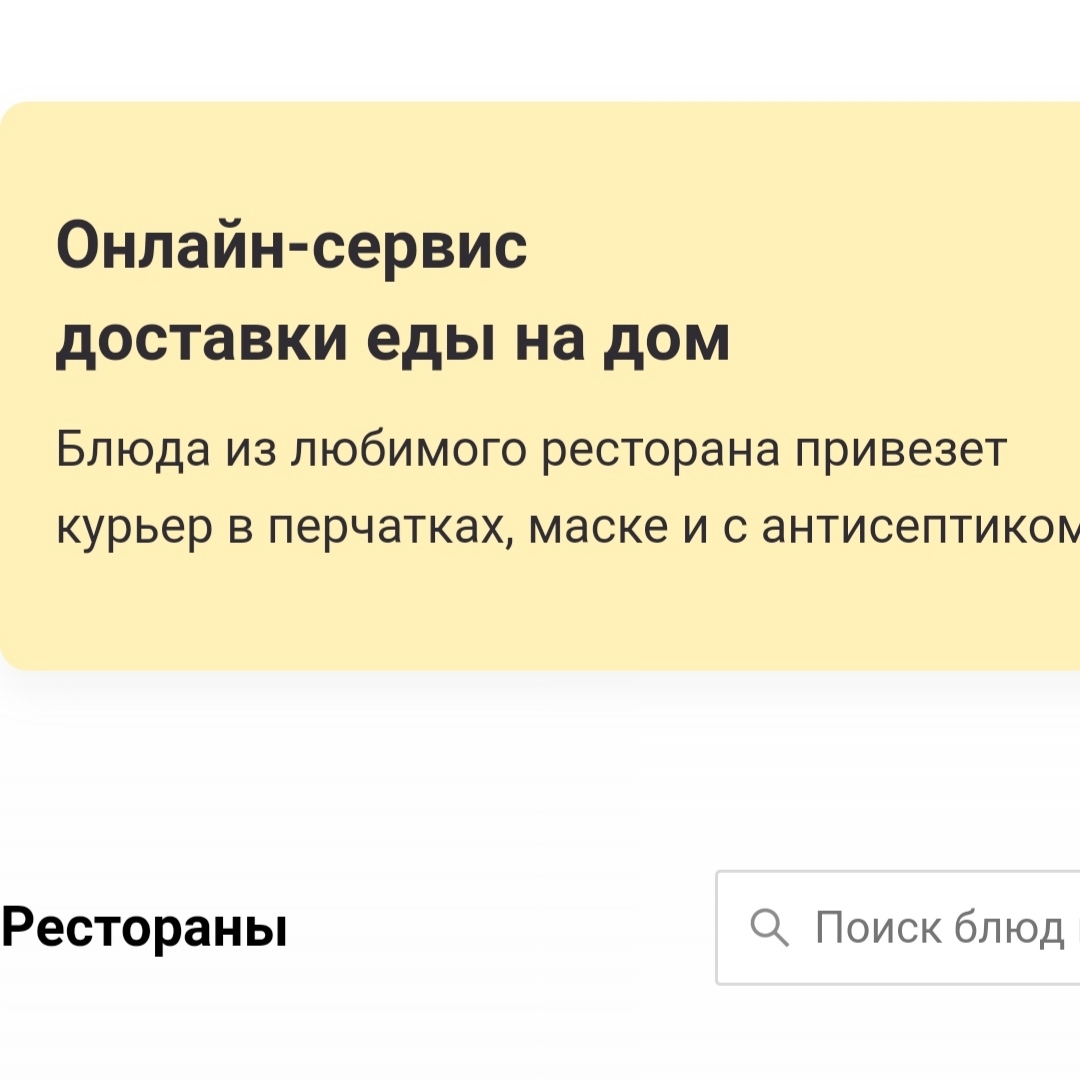 Онлайн-сервис
доставки еды на дом
Блюда из любимого ресторана привезет
курьер в перчатках, маске и с антисептиком
Рестораны
Поиск блюд